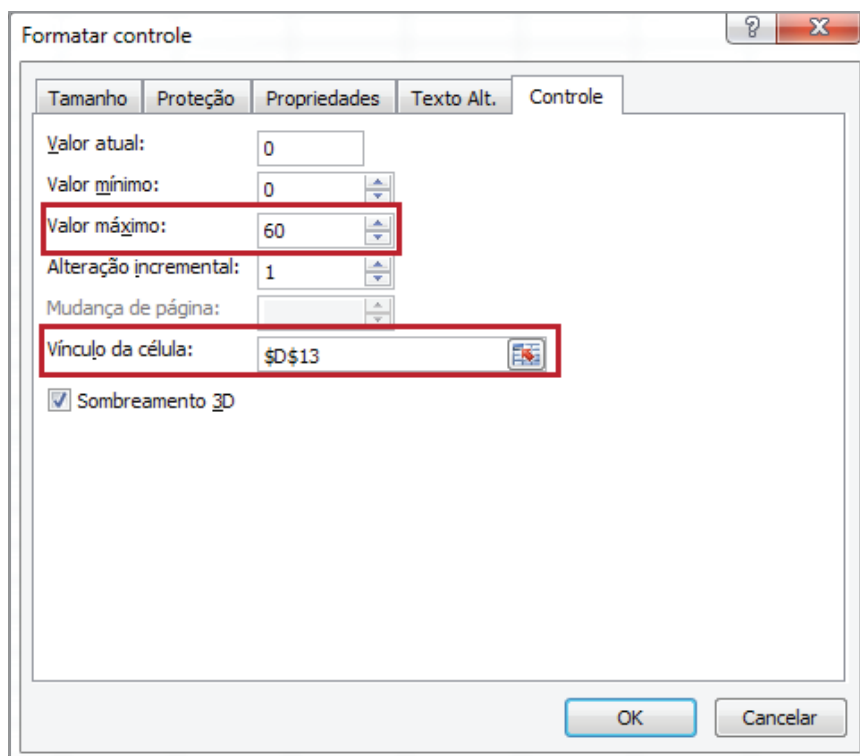 Formatar controle
?
Tamanho Proteção Propriedades Texto Alt. Controle
Valor atual: 0
Valor mínimo: 0
Valor máximo: 60
Alteração incremental: 1
Mudança de página:
Vínculo da célula: $D$13
Sombreamento 3D
OK Cancelar